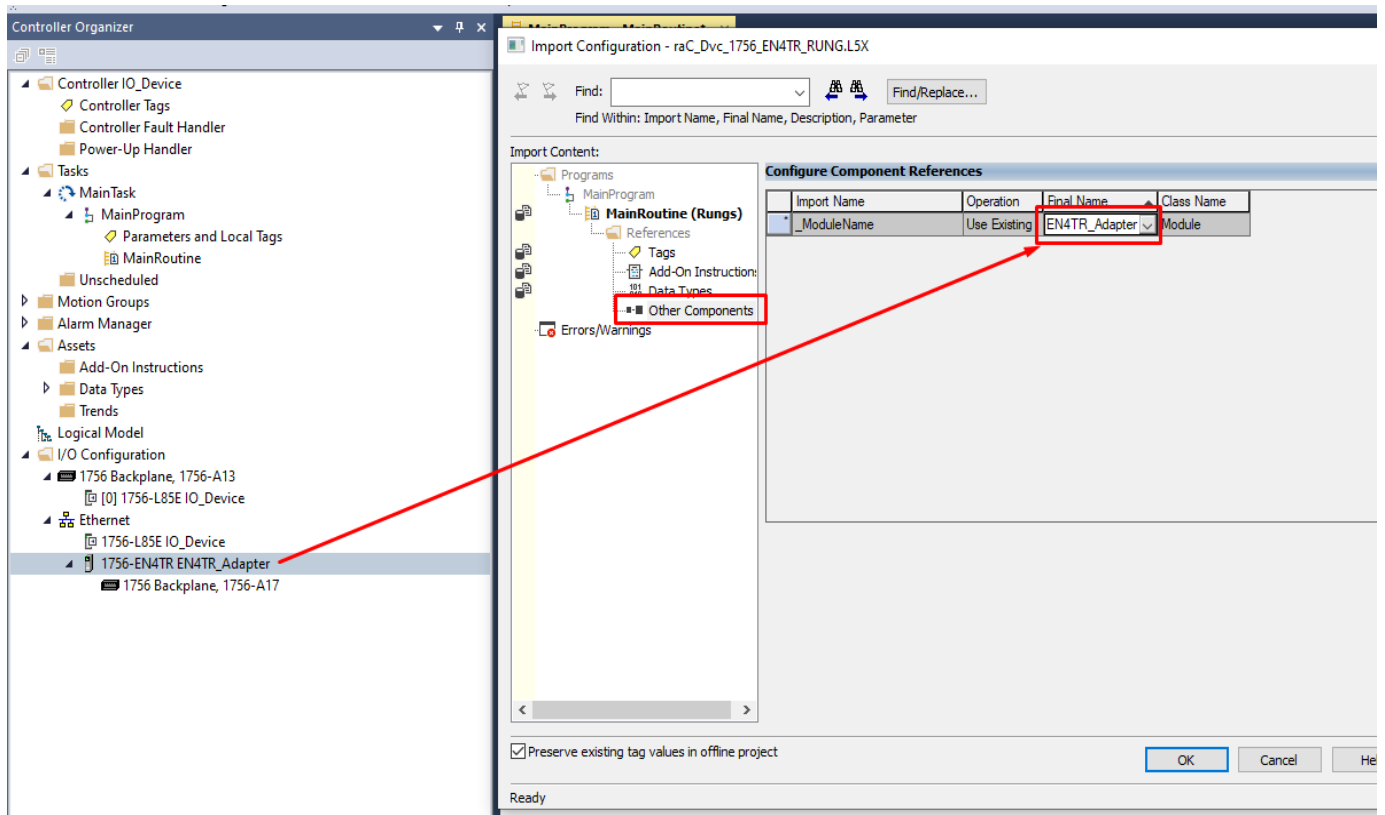 Controller Organizer
Controller IO_Device
Controller Tags
Controller Fault Handler
Power-Up Handler
Tasks
MainTask
MainProgram
Parameters and Local Tags
MainRoutine
Unscheduled
Motion Groups
Alarm Manager
Assets
Add-On Instructions
Data Types
Trends
Logical Model
I/O Configuration
1756 Backplane, 1756-A13
[0] 1756-L85E IO_Device
Ethernet
1756-L85E IO_Device
1756-EN4TR EN4TR_Adapter
1756 Backplane, 1756-A17
Import Configuration - raC_Dvc_1756_EN4TR_RUNG.L5X
Find:
Find/Replace...
Find Within: Import Name, Final Name, Description, Parameter
Import Content:
Programs
MainProgram
MainRoutine (Rungs)
References
Tags
Add-On Instruction
Data Types
Other Components
Errors/Warnings
Configure Component References
Import Name Operation Final Name Class Name
_ModuleName Use Existing EN4TR_Adapter Module
Preserve existing tag values in offline project
OK Cancel
Ready